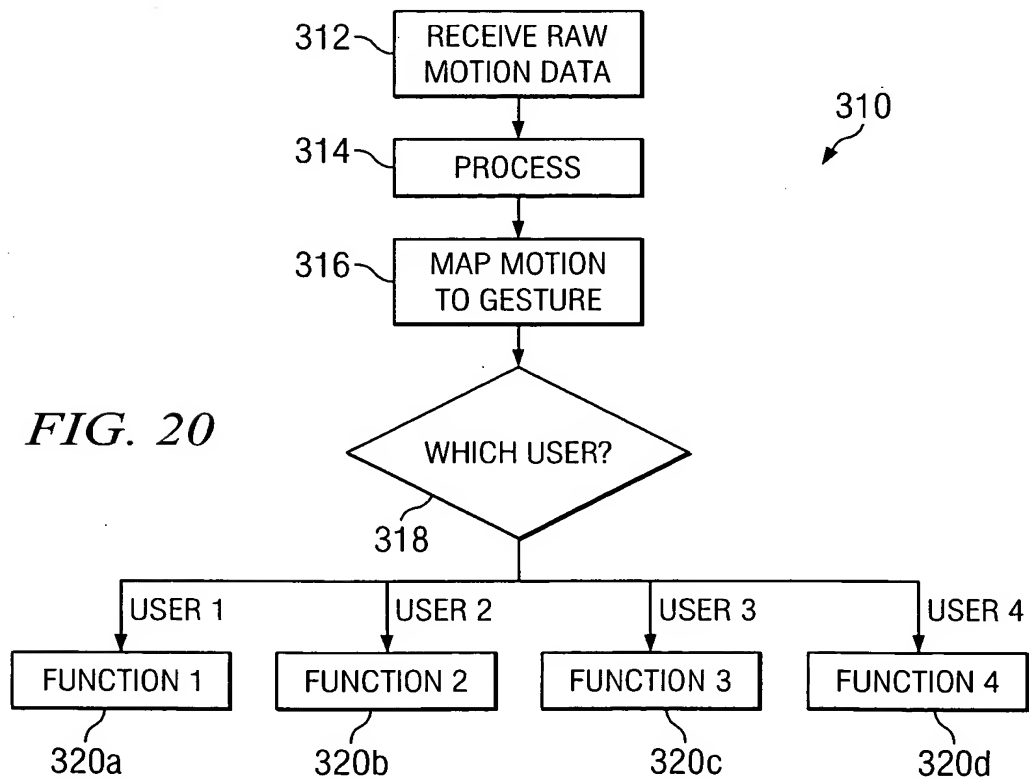 312
RECEIVE RAW
MOTION DATA
310
314
PROCESS
316
MAP MOTION
TO GESTURE
FIG. 20
WHICH USER?
318
USER 1
USER 2
USER 3
USER 4
FUNCTION 1
FUNCTION 2
FUNCTION 3
FUNCTION 4
320a
320b
320c
320d